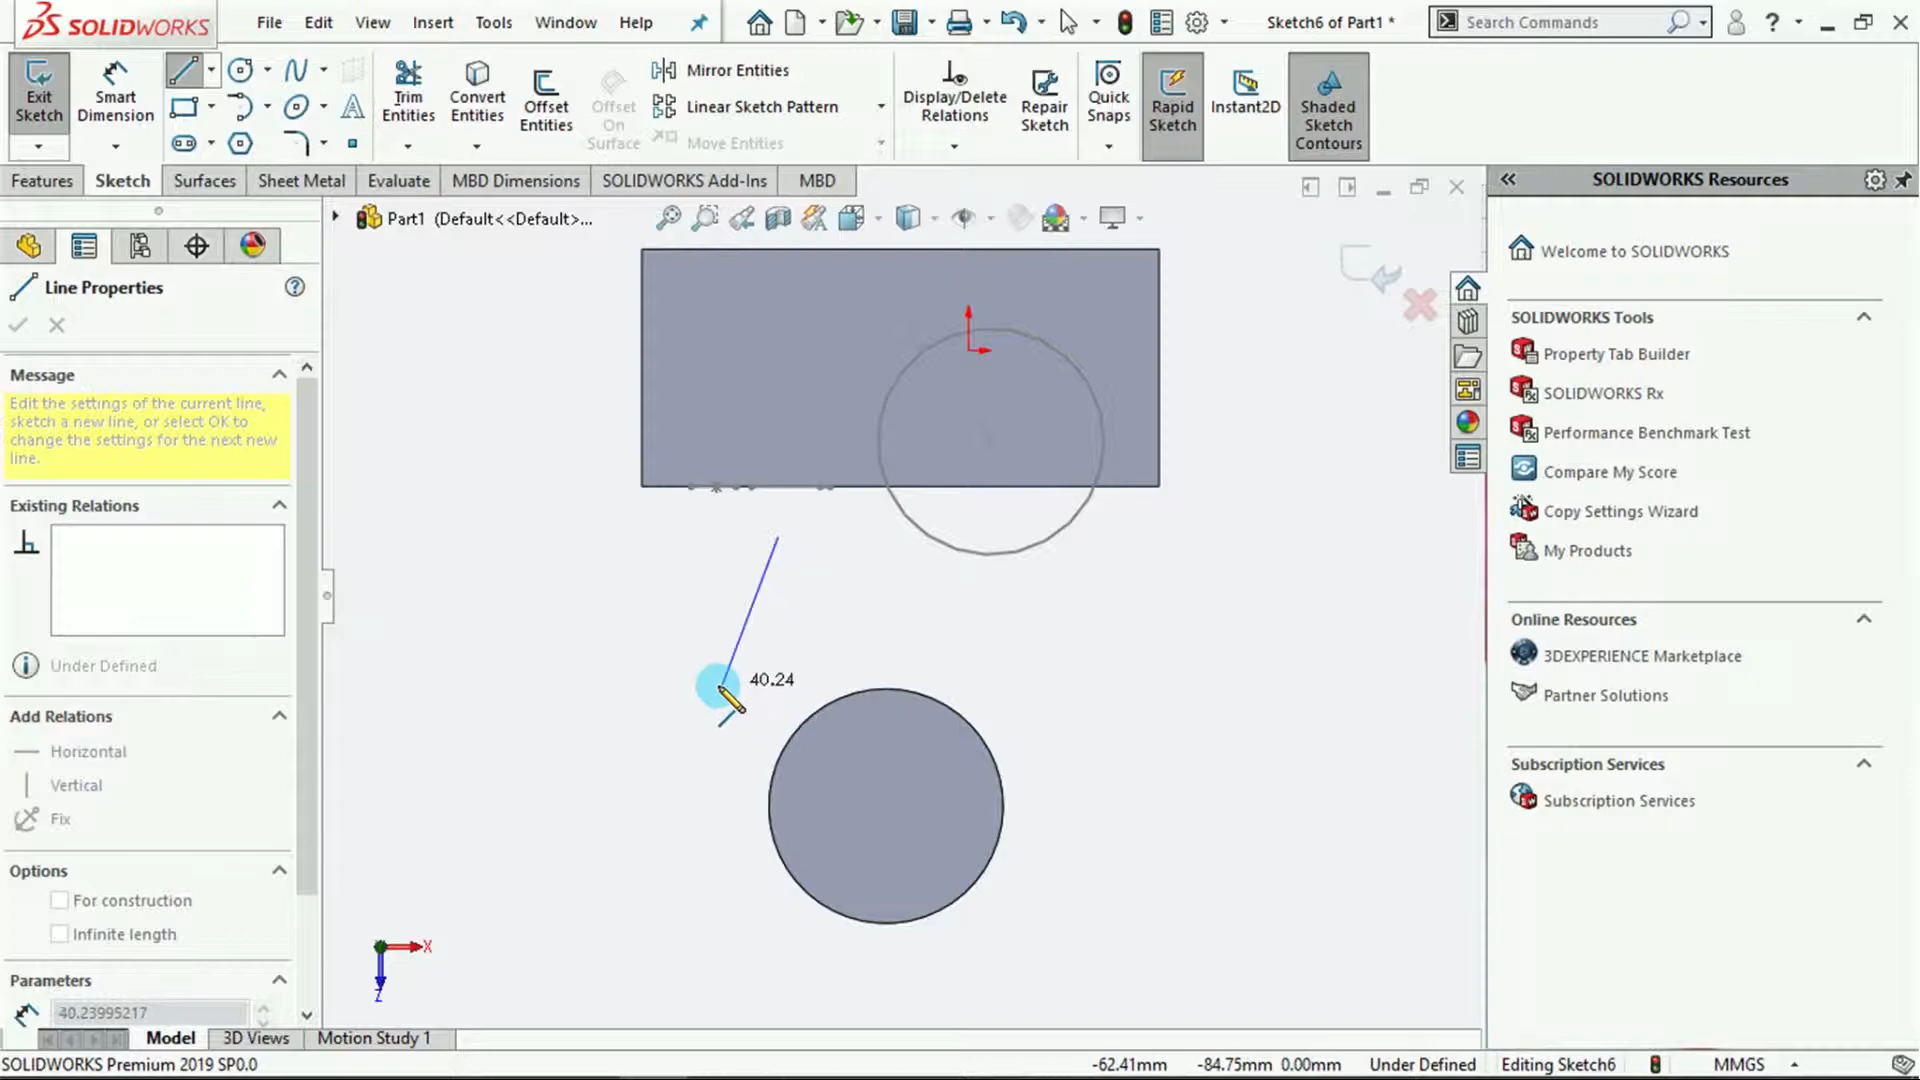 SOLIDWORKS
File Edit View Insert Tools Window Help
Sketch6 of Part1 *
Search Commands
Exit Sketch
Smart Dimension
Trim Entities
Convert Entities
Offset Entities
Offset On Surface
Mirror Entities
Linear Sketch Pattern
Move Entities
Display/Delete Relations
Repair Sketch
Quick Snaps
Rapid Sketch
Instant2D
Shaded Sketch Contours
Features Sketch Surfaces Sheet Metal Evaluate MBD Dimensions SOLIDWORKS Add-Ins MBD
Part1 (Default<<Default>...
Line Properties
Message
Edit the settings of the current line,
sketch a new line, or select OK to
change the settings for the next new
line.
Existing Relations
Under Defined
Add Relations
Horizontal
Vertical
Fix
Options
For construction
Infinite length
Parameters
40.23995217
40.24
X
Z
SOLIDWORKS Resources
Welcome to SOLIDWORKS
SOLIDWORKS Tools
Property Tab Builder
SOLIDWORKS Rx
Performance Benchmark Test
Compare My Score
Copy Settings Wizard
My Products
Online Resources
3DEXPERIENCE Marketplace
Partner Solutions
Subscription Services
Subscription Services
Model 3D Views Motion Study 1
SOLIDWORKS Premium 2019 SP0.0
-62.41mm -84.75mm 0.00mm Under Defined Editing Sketch6 MMGS